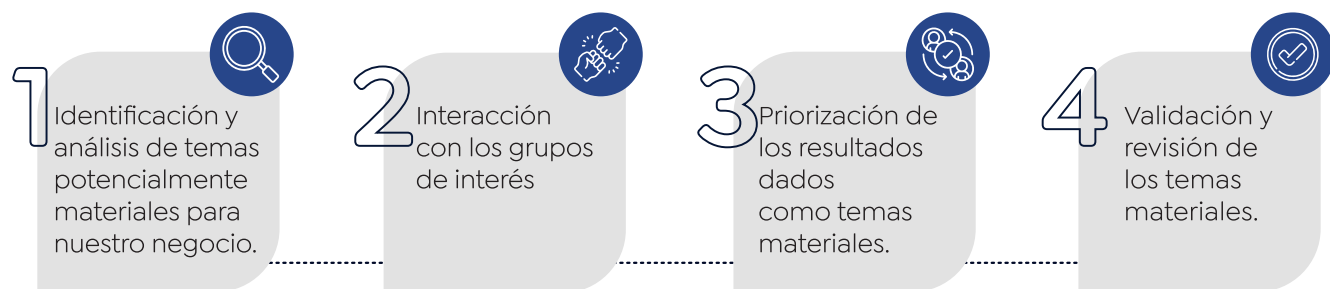 1
Identificación y
análisis de temas
potencialmente
materiales para
nuestro negocio.
2
Interacción
con los grupos
de interés
3
Priorización de
los resultados
dados
como temas
materiales.
4
Validación y
revisión de
los temas
materiales.